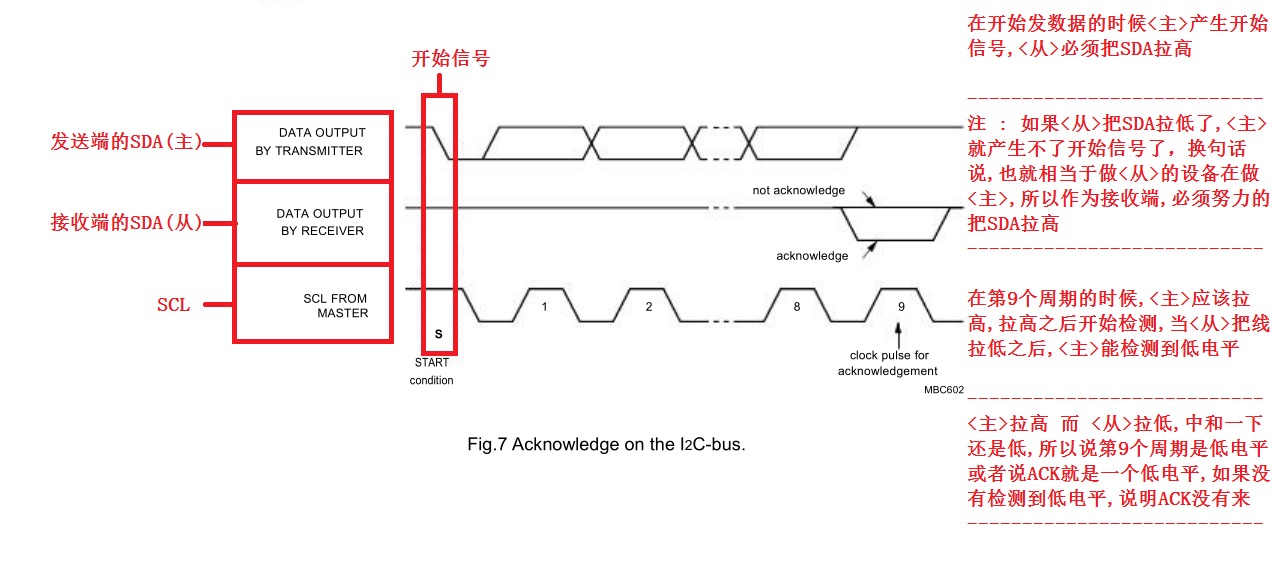 开始信号
发送端的SDA(主)
DATA OUTPUT
BY TRANSMITTER
接收端的SDA(从)
DATA OUTPUT
BY RECEIVER
not acknowledge
acknowledge
SCL
SCL FROM
MASTER
1
2
8
9
S
START
condition
clock pulse for
acknowledgement
MBC602
Fig.7 Acknowledge on the I2C-bus.
在开始发数据的时候<主>产生开始
信号,<从>必须把SDA拉高
注 : 如果<从>把SDA拉低了,<主>
就产生不了开始信号了，换句话
说,也就相当于做<从>的设备在做
<主>,所以作为接收端,必须努力的
把SDA拉高
在第9个周期的时候,<主>应该拉
高,拉高之后开始检测,当<从>把线
拉低之后,<主>能检测到低电平
<主>拉高 而 <从>拉低,中和一下
还是低,所以说第9个周期是低电平
或者说ACK就是一个低电平,如果没
有检测到低电平,说明ACK没有来